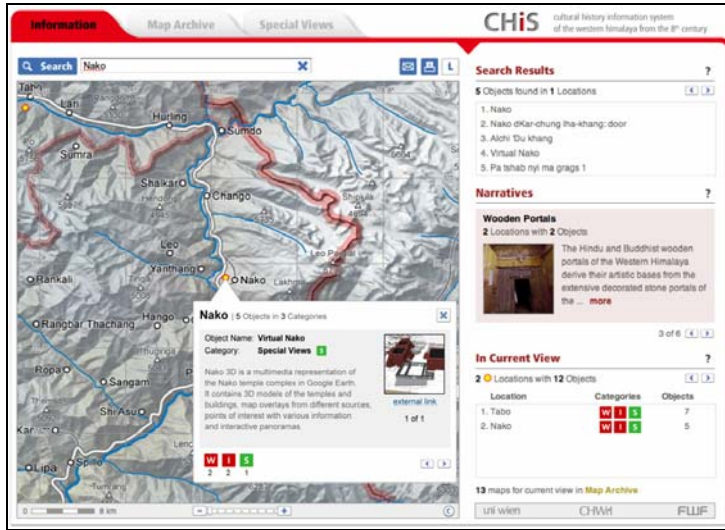 Information
Map Archive
Special Views
CHiS
cultural history information system
of the western himalaya from the 8th century
Search
Nako
L
Tabo
Lari
Hurling
Sumdo
Sumra
Shalkar
Chango
Shipkila
Leo
Leo Pargial
Yanthang
Nako
Rankali
Rangbar Thachang
Hango
Ropa
Sangam
Shi Asu
Kar
Lipa
Spilo
0 8 km
Nako | 5 Objects in 3 Categories
Object Name: Virtual Nako
Category: Special Views S
Nako 3D is a multimedia representation of
the Nako temple complex in Google Earth.
It contains 3D models of the temples and
buildings, map overlays from different sources,
points of interest with various information
and interactive panoramas.
external link
1 of 1
W I S
2 2 1
Search Results ?
5 Objects found in 1 Locations
1. Nako
2. Nako dKar-chung lha-khang: door
3. Alchi 'Du khang
4. Virtual Nako
5. Pa tshab nyi ma grags 1
Narratives ?
Wooden Portals
2 Locations with 2 Objects
The Hindu and Buddhist wooden
portals of the Western Himalaya
derive their artistic bases from the
extensive decorated stone portals of
the ... more
3 of 6
In Current View ?
2 Locations with 12 Objects
Location Categories Objects
1. Tabo W I S 7
2. Nako W I S 5
13 maps for current view in Map Archive
uni wien CHWH FWF